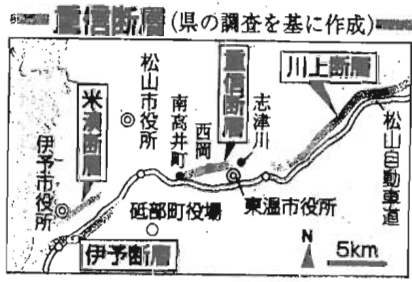 重信断層(県の調査を基に作成)
川上断層
重信断層
志津川
西岡
南高井町
松山市役所
米湊断層
伊予市役所
松山自動車道
砥部町役場
東温市役所
伊予断層
N
5km